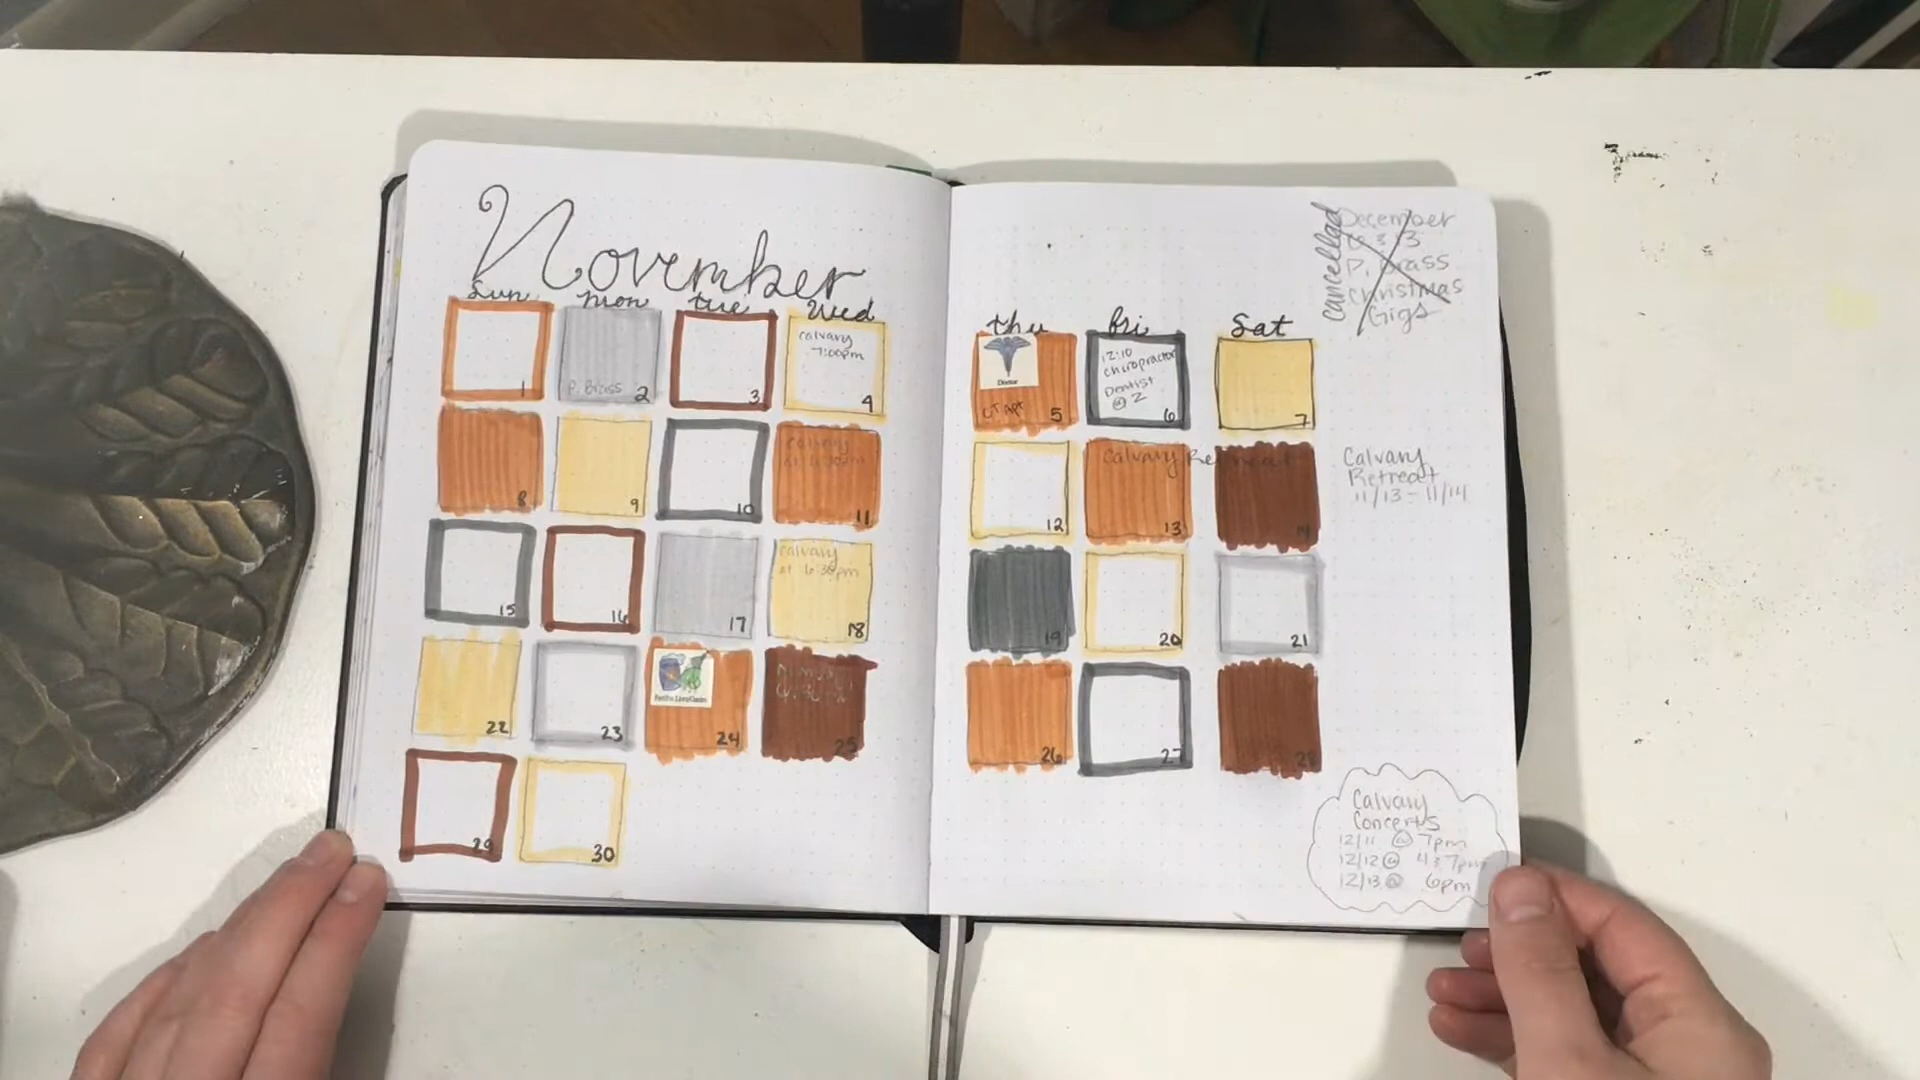 November
Sun mon tue Wed
1
P. Brass 2
3
Calvary
7:00pm
4
8
9
10
Calvary
11
15
16
17
Calvary
at 6:30pm
18
22
23
24
25
29
30
thu fri Sat
Doctor
CT Apt 5
12:10
chiropractor
Dentist
@ 2
6
7
12
Calvary Retreat
13
14
19
20
21
26
27
28
Cancelled
December
P. Brass
Christmas
Gigs
Calvary
Retreat
11/13 - 11/14
Calvary
Concerts
12/11 @ 7pm
12/12 @ 4 & 7pm
12/13 @ 6pm